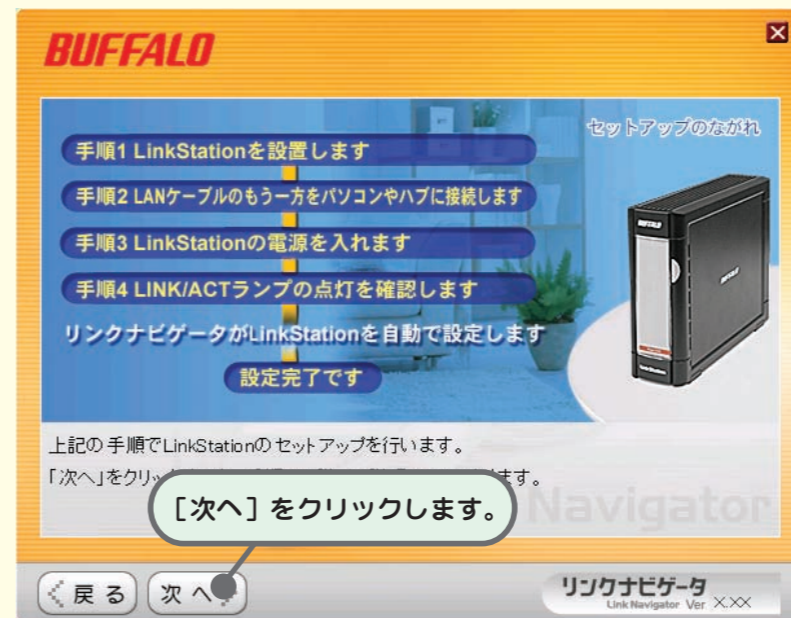 BUFFALO
セットアップのながれ
手順1 LinkStationを設置します
手順2 LANケーブルのもう一方をパソコンやハブに接続します
手順3 LinkStationの電源を入れます
手順4 LINK/ACTランプの点灯を確認します
リンクナビゲータがLinkStationを自動で設定します
設定完了です
BUFFALO
上記の手順でLinkStationのセットアップを行います。
「次へ」をクリッ
ます。
[次へ] をクリックします。
Navigator
戻る
次へ
リンクナビゲータ
Link Navigator Ver X.XX